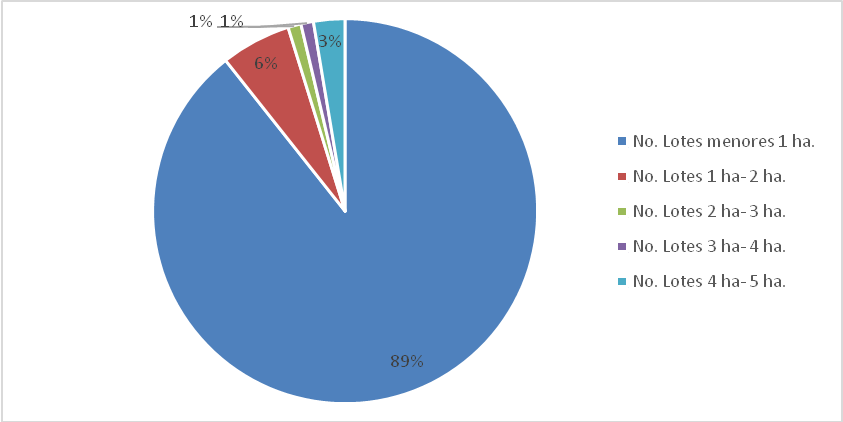 1% 1%
3%
6%
89%
No. Lotes menores 1 ha.
No. Lotes 1 ha-2 ha.
No. Lotes 2 ha-3 ha.
No. Lotes 3 ha-4 ha.
No. Lotes 4 ha-5 ha.